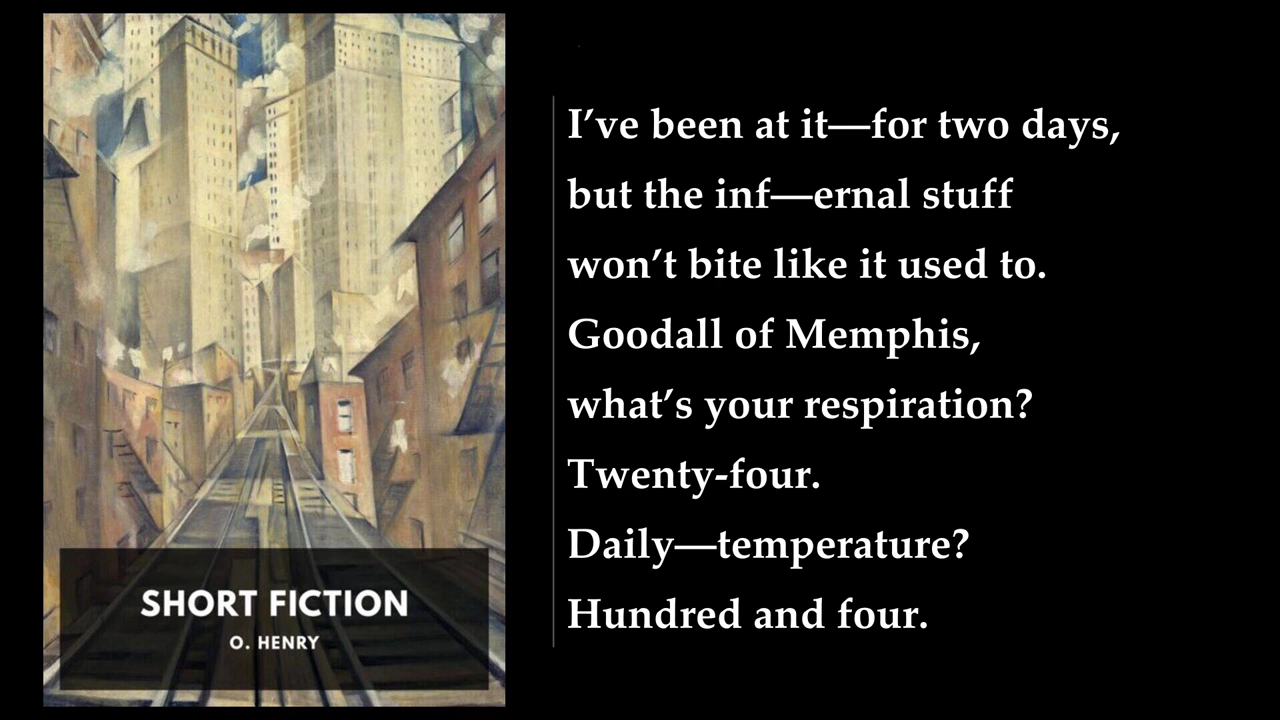 SHORT FICTION
O. HENRY
I’ve been at it—for two days,
but the inf—ernal stuff
won’t bite like it used to.
Goodall of Memphis,
what’s your respiration?
Twenty-four.
Daily—temperature?
Hundred and four.